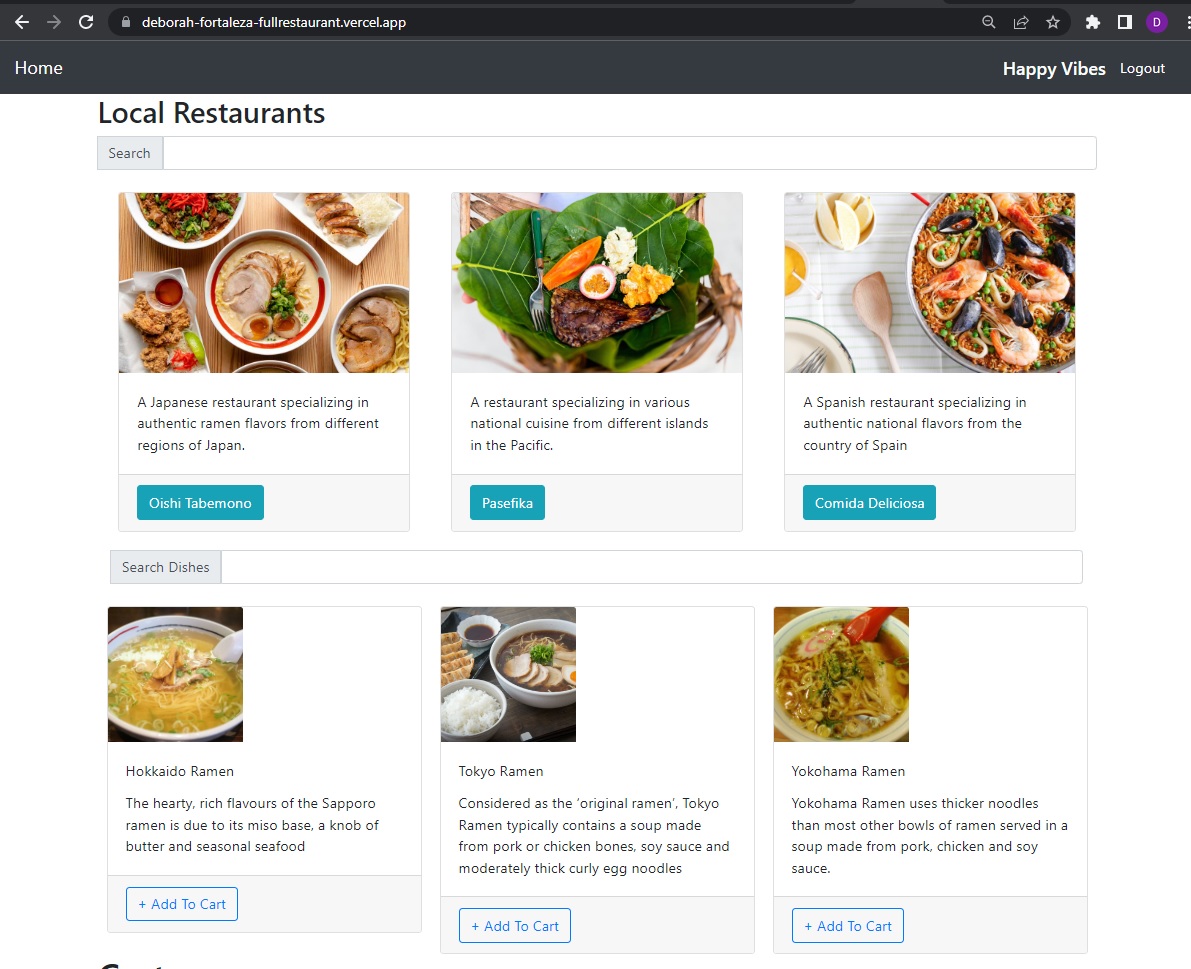 deborah-fortaleza-fullrestaurant.vercel.app
D
Home
Happy Vibes
Logout
Local Restaurants
Search
A Japanese restaurant specializing in
authentic ramen flavors from different
regions of Japan.
Oishi Tabemono
A restaurant specializing in various
national cuisine from different islands
in the Pacific.
Pasefika
A Spanish restaurant specializing in
authentic national flavors from the
country of Spain
Comida Deliciosa
Search Dishes
Hokkaido Ramen
The hearty, rich flavours of the Sapporo
ramen is due to its miso base, a knob of
butter and seasonal seafood
+ Add To Cart
Tokyo Ramen
Considered as the ‘original ramen’, Tokyo
Ramen typically contains a soup made
from pork or chicken bones, soy sauce and
moderately thick curly egg noodles
+ Add To Cart
Yokohama Ramen
Yokohama Ramen uses thicker noodles
than most other bowls of ramen served in a
soup made from pork, chicken and soy
sauce.
+ Add To Cart